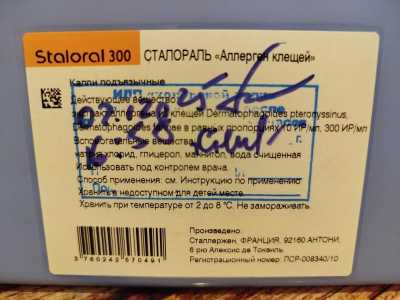 Staloral 300 СТАЛОРАЛЬ «Аллерген клещей»
Капли подъязычные
Действующее вещество:
аллергена из клещей Dermatophagoides pteronyssinus,
Dermatophagoides в равных пропорциях 10 ИР/мл, 300 ИР/мл
Вспомогательные вещества:
натрия хлорид, глицерол, маннитол, вода очищенная
Использовать под контролем врача.
Способ применения: см. Инструкцию по применению
Хранить в недоступном для детей месте.
Хранить при температуре от 2 до 8 °C. Не замораживать
Произведено:
Сталлержен, ФРАНЦИЯ, 92160 АНТОНИ,
6 рю Алексис де Токвиль.
Регистрационный номер: ЛСР-008340/10
3760242570491